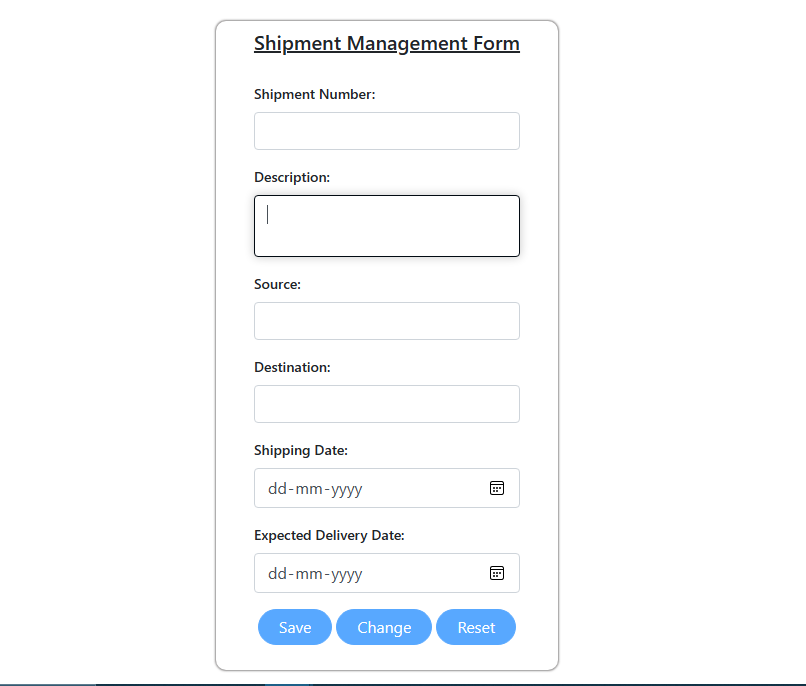 Shipment Management Form
Shipment Number:
Description:
Source:
Destination:
Shipping Date:
dd-mm-yyyy
Expected Delivery Date:
dd-mm-yyyy
Save Change Reset